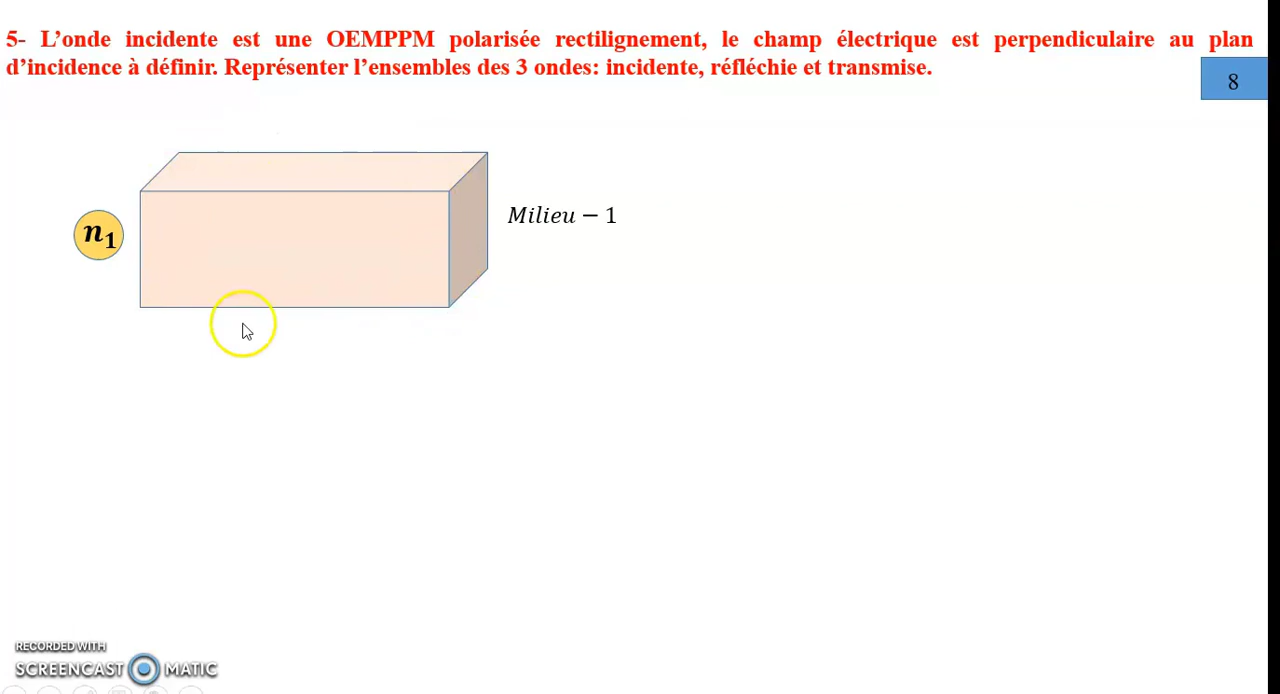 5- L’onde incidente est une OEMPPM polarisée rectilignement, le champ électrique est perpendiculaire au plan
d’incidence à définir. Représenter l’ensembles des 3 ondes: incidente, réfléchie et transmise.
8
Milieu − 1
n₁
RECORDED WITH
SCREENCAST MATIC